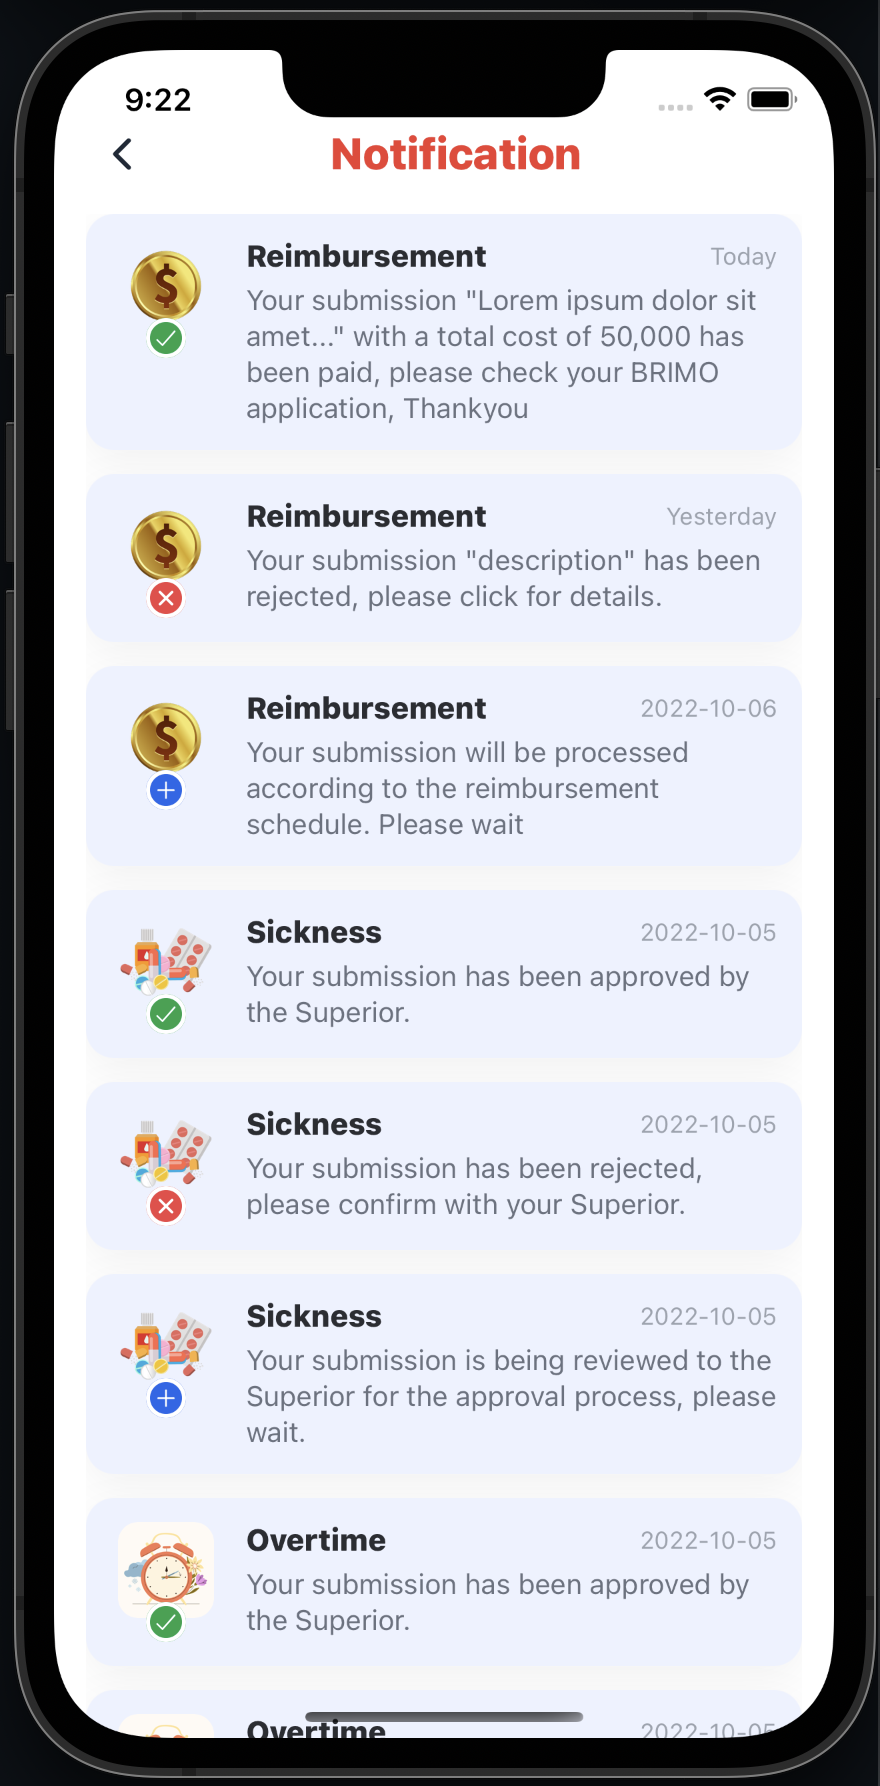 9:22
Notification
Reimbursement Today
Your submission "Lorem ipsum dolor sit
amet..." with a total cost of 50,000 has
been paid, please check your BRIMO
application, Thankyou
Reimbursement Yesterday
Your submission "description" has been
rejected, please click for details.
Reimbursement 2022-10-06
Your submission will be processed
according to the reimbursement
schedule. Please wait
Sickness 2022-10-05
Your submission has been approved by
the Superior.
Sickness 2022-10-05
Your submission has been rejected,
please confirm with your Superior.
Sickness 2022-10-05
Your submission is being reviewed to the
Superior for the approval process, please
wait.
Overtime 2022-10-05
Your submission has been approved by
the Superior.
Overtime 2022-10-05